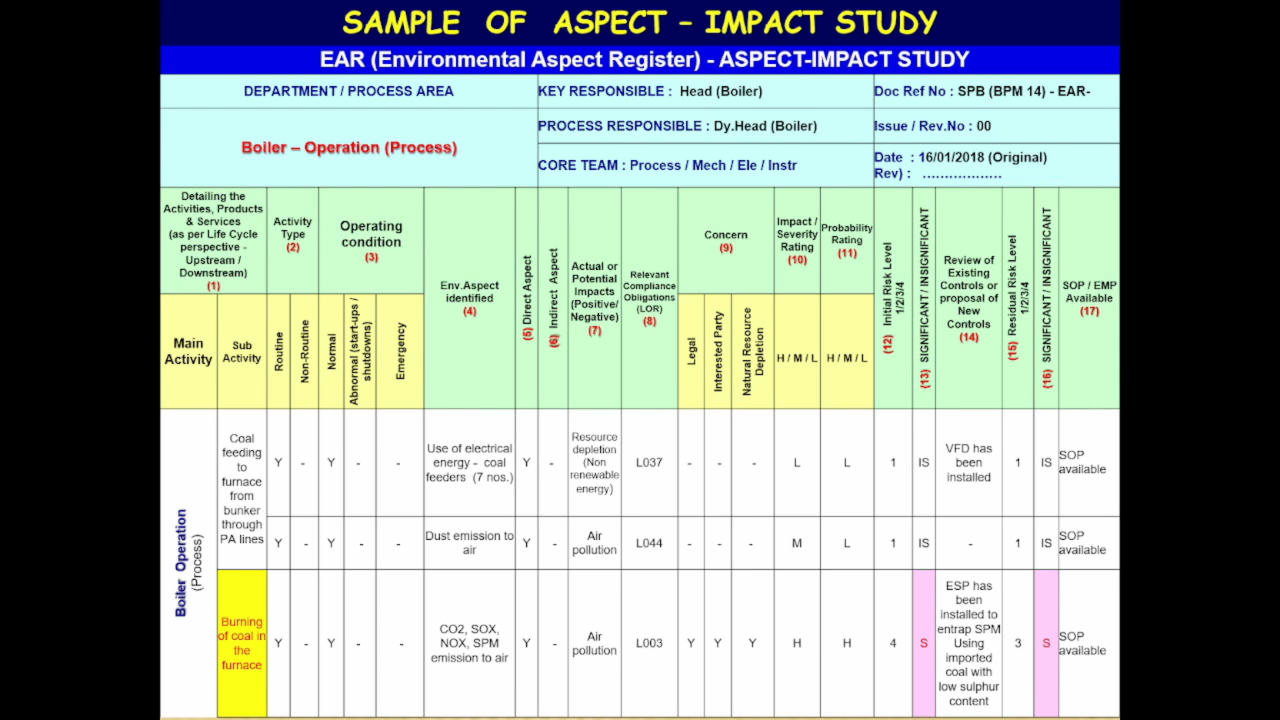 SAMPLE OF ASPECT – IMPACT STUDY
EAR (Environmental Aspect Register) - ASPECT-IMPACT STUDY
DEPARTMENT / PROCESS AREA
KEY RESPONSIBLE : Head (Boiler)
Doc Ref No : SPB (BPM 14) - EAR-
Boiler – Operation (Process)
PROCESS RESPONSIBLE : Dy.Head (Boiler)
Issue / Rev.No : 00
CORE TEAM : Process / Mech / Ele / Instr
Date : 16/01/2018 (Original)
Rev) : ..................
Detailing the
Activities, Products
& Services
(as per Life Cycle
perspective -
Upstream /
Downstream)
(1)
Activity
Type
(2)
Operating
condition
(3)
Env.Aspect
identified
(4)
(5) Direct Aspect
(6) Indirect Aspect
Actual or
Potential
Impacts
(Positive/
Negative)
(7)
Relevant
Compliance
Obligations
(LOR)
(8)
Concern
(9)
Impact /
Severity
Rating
(10)
Probability
Rating
(11)
(12) Initial Risk Level
1/2/3/4
(13) SIGNIFICANT / INSIGNIFICANT
Review of
Existing
Controls or
proposal of
New
Controls
(14)
(15) Residual Risk Level
1/2/3/4
(16) SIGNIFICANT / INSIGNIFICANT
SOP / EMP
Available
(17)
Main
Activity
Sub
Activity
Routine
Non-Routine
Normal
Abnormal (start-ups /
shutdowns)
Emergency
Legal
Interested Party
Natural Resource
Depletion
H / M / L
H / M / L
Boiler Operation
(Process)
Coal
feeding
to
furnace
from
bunker
through
PA lines
Y
-
Y
-
-
Use of electrical
energy - coal
feeders (7 nos.)
Y
-
Resource
depletion
(Non
renewable
energy)
L037
-
-
-
L
L
1
IS
VFD has
been
installed
1
IS
SOP
available
Y
-
Y
-
-
Dust emission to
air
Y
-
Air
pollution
L044
-
-
-
M
L
1
IS
-
1
IS
SOP
available
Burning
of coal in
the
furnace
Y
-
Y
-
-
CO2, SOX,
NOX, SPM
emission to air
Y
-
Air
pollution
L003
Y
Y
Y
H
H
4
S
ESP has
been
installed to
entrap SPM
Using
imported
coal with
low sulphur
content
3
S
SOP
available